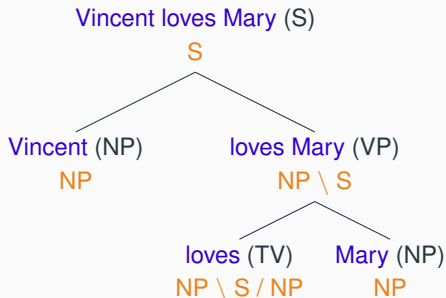 Vincent loves Mary (S)
S
Vincent (NP) loves Mary (VP)
NP NP \ S
loves (TV) Mary (NP)
NP \ S / NP NP